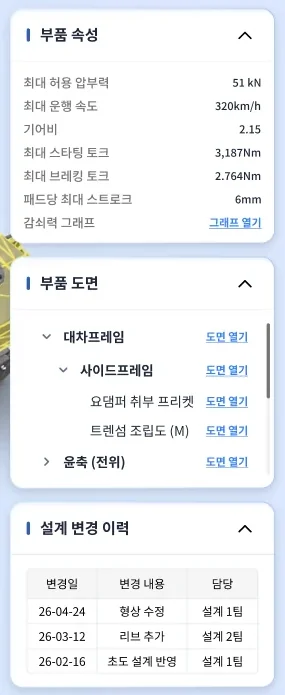 부품 속성
최대 허용 압부력 51 kN
최대 운행 속도 320km/h
기어비 2.15
최대 스타팅 토크 3,187Nm
최대 브레킹 토크 2.764Nm
패드당 최대 스트로크 6mm
감쇠력 그래프 그래프 열기
부품 도면
대차프레임 도면 열기
사이드프레임 도면 열기
요댐퍼 취부 프리켓 도면 열기
트렌섬 조립도 (M) 도면 열기
윤축 (전위) 도면 열기
설계 변경 이력
변경일 변경 내용 담당
26-04-24 형상 수정 설계 1팀
26-03-12 리브 추가 설계 2팀
26-02-16 초도 설계 반영 설계 1팀